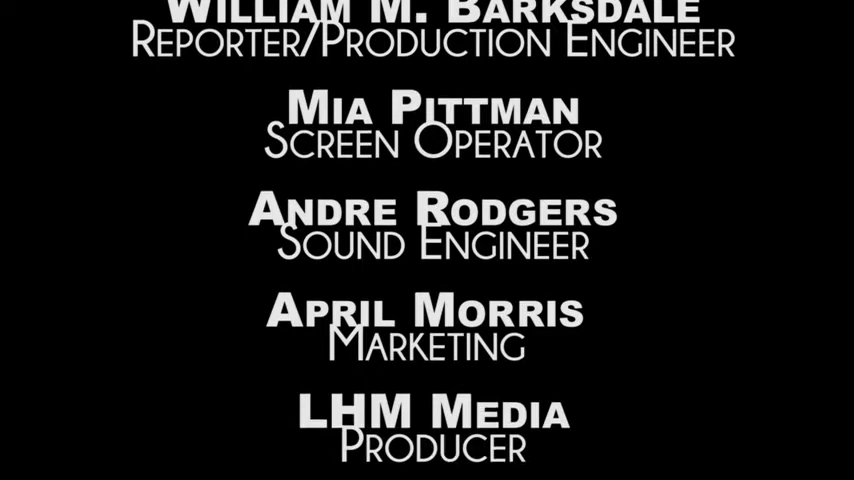 William M. Barksdale
Reporter/Production Engineer
Mia Pittman
Screen Operator
Andre Rodgers
Sound Engineer
April Morris
Marketing
LHM Media
Producer